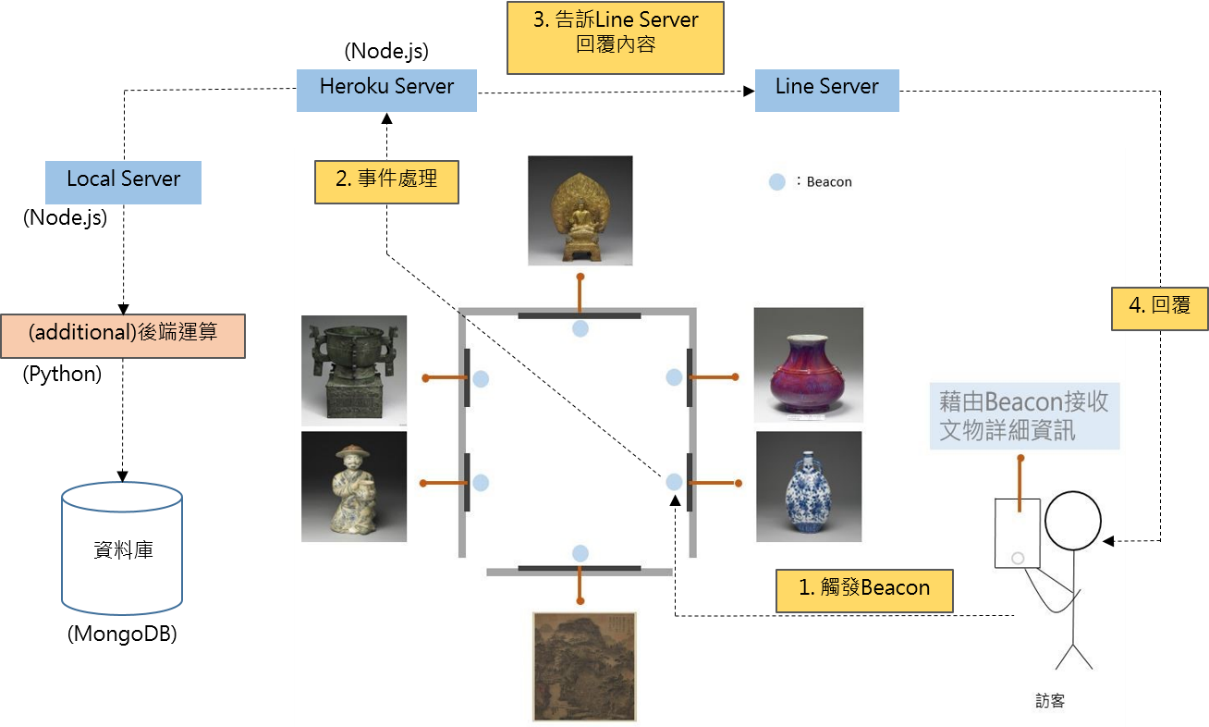 3. 告訴Line Server
回覆內容
(Node.js)
Heroku Server
Line Server
Local Server
(Node.js)
2. 事件處理
：Beacon
(additional)後端運算
(Python)
4. 回覆
藉由Beacon接收
文物詳細資訊
資料庫
(MongoDB)
1. 觸發Beacon
訪客